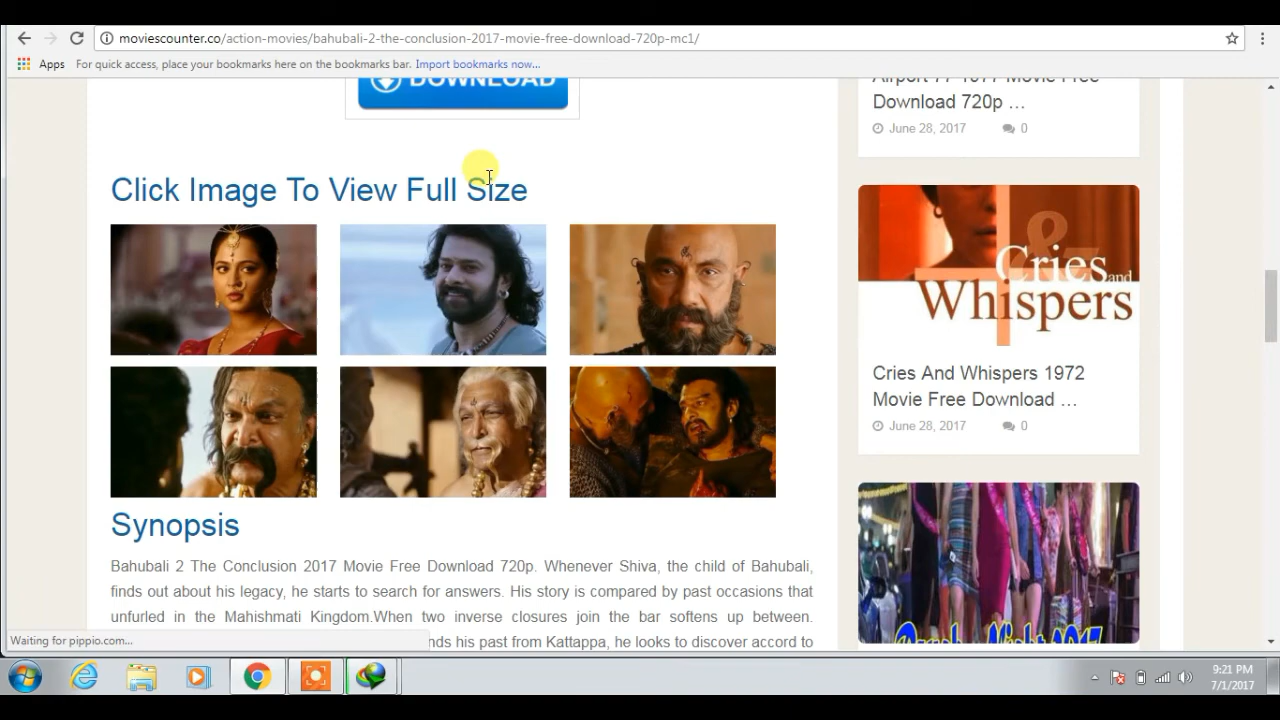 moviescounter.co/action-movies/bahubali-2-the-conclusion-2017-movie-free-download-720p-mc1/
Apps For quick access, place your bookmarks here on the bookmarks bar. Import bookmarks now...
DOWNLOAD
Click Image To View Full Size
Synopsis
Bahubali 2 The Conclusion 2017 Movie Free Download 720p. Whenever Shiva, the child of Bahubali,
finds out about his legacy, he starts to search for answers. His story is compared by past occasions that
unfurled in the Mahishmati Kingdom.When two inverse closures join the bar softens up between.
nds his past from Kattappa, he looks to discover accord to
Airport 77 1977 Movie Free
Download 720p ...
June 28, 2017 0
Cries and
Whispers
Cries And Whispers 1972
Movie Free Download ...
June 28, 2017 0
Waiting for pippio.com...
9:21 PM
7/1/2017